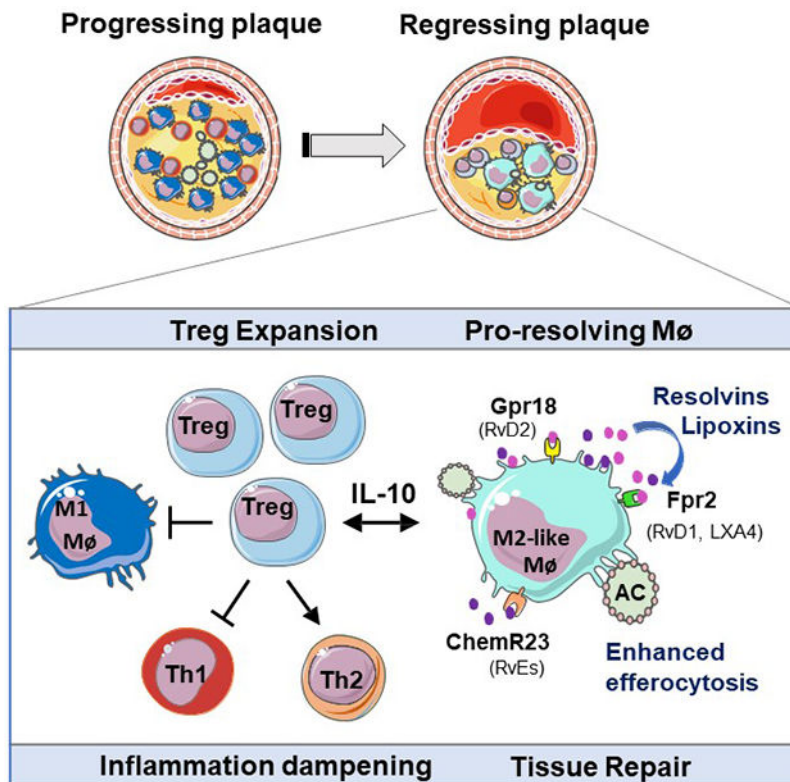 Progressing plaque
Regressing plaque
Treg Expansion
Pro-resolving Mø
Treg
Treg
Treg
M1
Mø
IL-10
Th1
Th2
Gpr18
(RvD2)
Resolvins
Lipoxins
Fpr2
(RvD1, LXA4)
M2-like
Mø
AC
ChemR23
(RvEs)
Enhanced
efferocytosis
Inflammation dampening
Tissue Repair